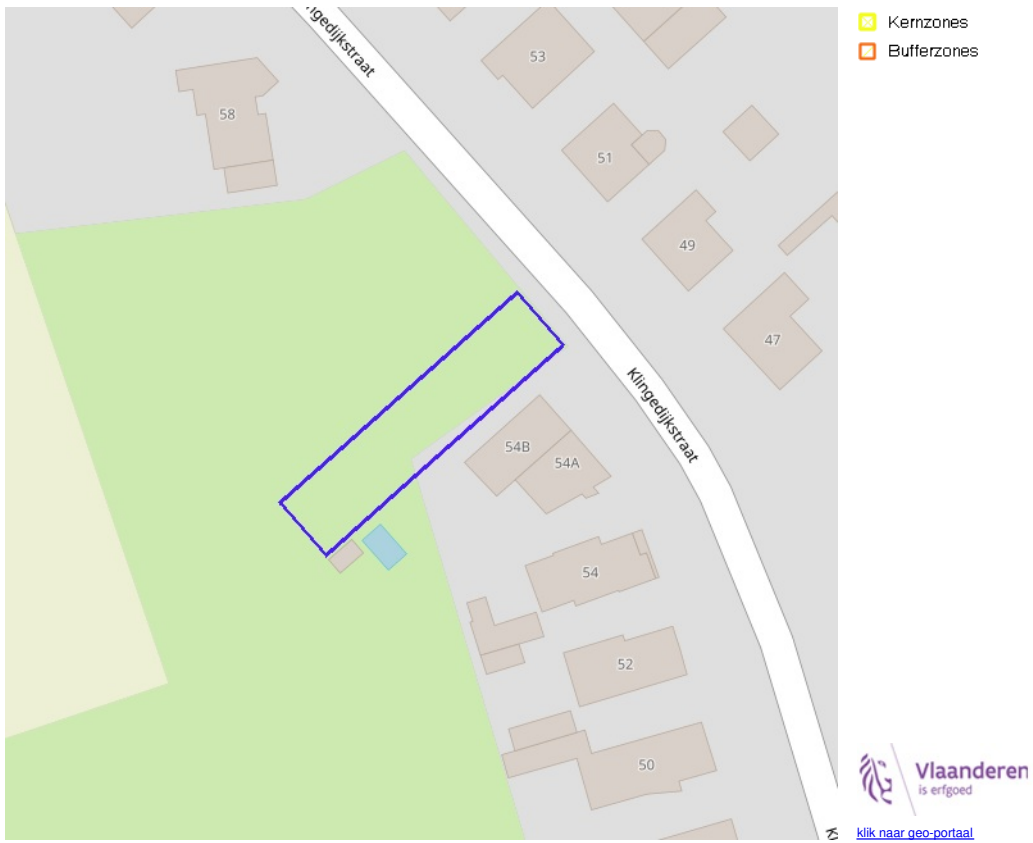 Klingedijkstraat
53
58
51
49
47
Klingedijkstraat
54B
54A
54
52
50
Kernzones
Bufferzones
Vlaanderen
is erfgoed
klik naar geo-portaal